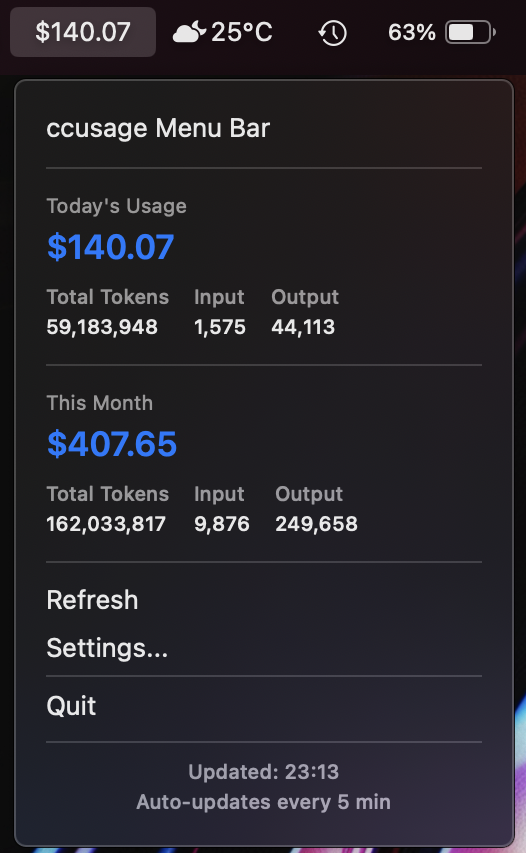 $140.07 25°C 63%
ccusage Menu Bar
Today's Usage
$140.07
Total Tokens Input Output
59,183,948 1,575 44,113
This Month
$407.65
Total Tokens Input Output
162,033,817 9,876 249,658
Refresh
Settings...
Quit
Updated: 23:13
Auto-updates every 5 min